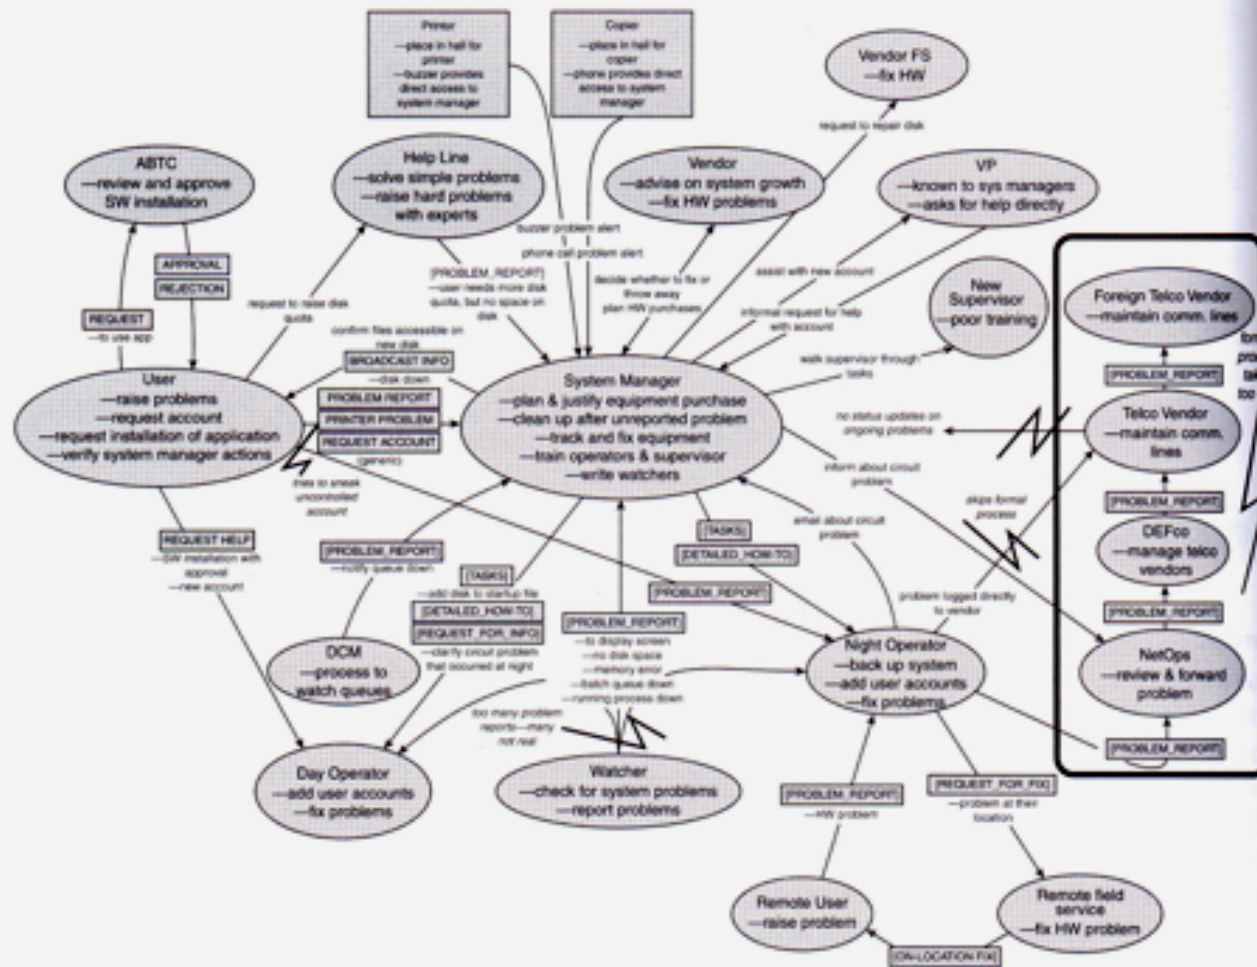 Printer
—place in hall for
printer
—buzzer provides
direct access to
system manager
Copier
—place in hall for
copier
—phone provides direct
access to system
manager
Vendor FS
—fix HW
request to repair disk
ABTC
—review and approve
SW installation
Help Line
—solve simple problems
—raise hard problems
with experts
Vendor
—advise on system growth
—fix HW problems
VP
—known to sys managers
—asks for help directly
buzzer problem alert
phone call problem alert
APPROVAL
REJECTION
REQUEST
—to use app
request to raise disk
quota
[PROBLEM_REPORT]
—user needs more disk
quota, but no space on
disk
decide whether to fix or
throw away
plan HW purchases
assist with new account
informal request for help
with account
New
Supervisor
—poor training
walk supervisor through
tasks
Foreign Telco Vendor
—maintain comm. lines
[PROBLEM_REPORT]
Telco Vendor
—maintain comm.
lines
[PROBLEM_REPORT]
DEFco
—manage telco
vendors
[PROBLEM_REPORT]
NetOps
—review & forward
problem
[PROBLEM_REPORT]
too
confirm files accessible on
new disk
BROADCAST INFO
—disk down
User
—raise problems
—request account
—request installation of application
—verify system manager actions
PROBLEM REPORT
PRINTER PROBLEM
REQUEST ACCOUNT
(generic)
System Manager
—plan & justify equipment purchase
—clean up after unreported problem
—track and fix equipment
—train operators & supervisor
—write watchers
no status updates on
ongoing problems
inform about circuit
problem
skips formal
process
tries to sneak
uncontrolled
account
REQUEST HELP
—SW installation with
approval
—new account
[PROBLEM_REPORT]
—notify queue down
[TASKS]
—add disk to startup file
[DETAILED_HOW-TO]
[REQUEST_FOR_INFO]
—clarify circuit problem
that occurred at night
[TASKS]
[DETAILED_HOW-TO]
email about circuit
problem
[PROBLEM_REPORT]
problem logged directly
to vendor
[PROBLEM_REPORT]
—to display screen
—no disk space
—memory error
—batch queue down
—running process down
DCM
—process to
watch queues
too many problem
reports—many
not real
Night Operator
—back up system
—add user accounts
—fix problems
Day Operator
—add user accounts
—fix problems
Watcher
—check for system problems
—report problems
[PROBLEM_REPORT]
—HW problem
[REQUEST_FOR_FIX]
—problem at their
location
Remote User
—raise problem
Remote field
service
—fix HW problem
[ON-LOCATION FIX]